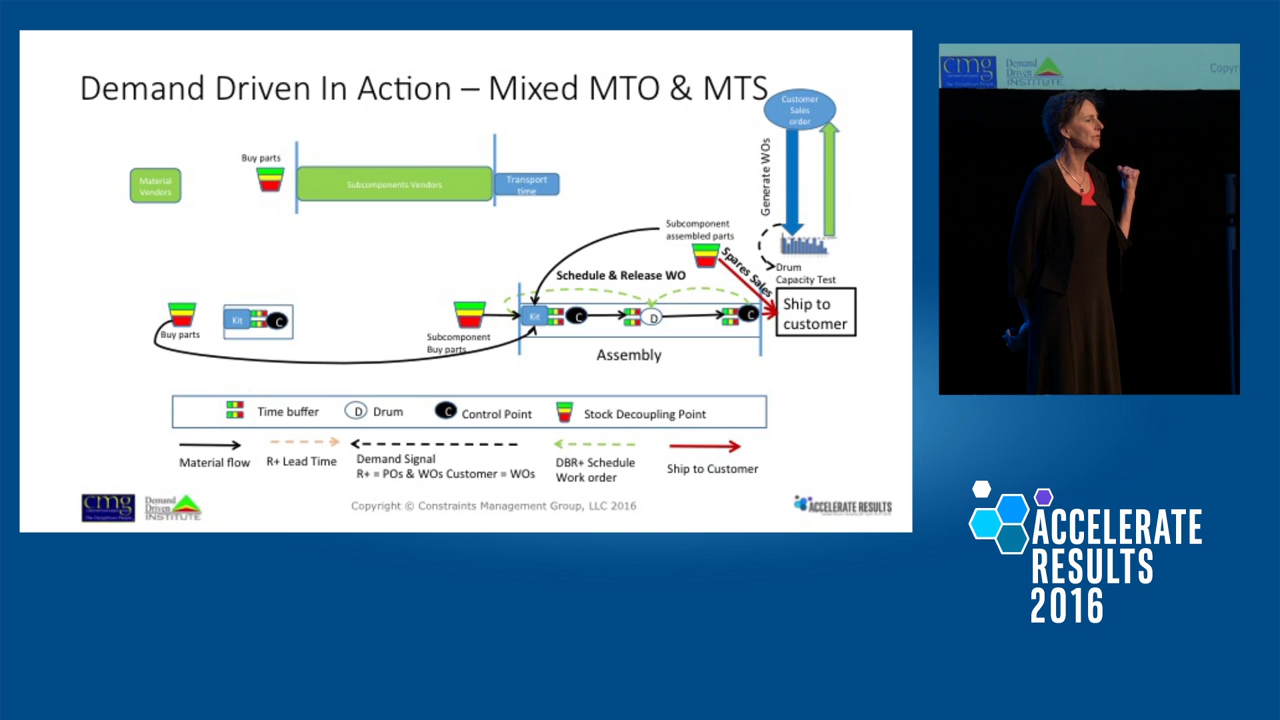 Demand Driven In Action – Mixed MTO & MTS
Customer
Sales
order
Generate WOs
Buy parts
Material
Vendors
Subcomponents Vendors
Transport
time
Subcomponent
assembled parts
Spares Sales
Drum
Capacity Test
Schedule & Release WO
Ship to
customer
Buy parts
Kit
C
Subcomponent
Buy parts
Kit
C
D
C
Assembly
Time buffer
D
Drum
C
Control Point
Stock Decoupling Point
Material flow
R+ Lead Time
Demand Signal
R+ = POs & WOs Customer = WOs
DBR+ Schedule
Work order
Ship to Customer
cmg
Demand
Driven
INSTITUTE
Copyright © Constraints Management Group, LLC 2016
ACCELERATE RESULTS
cmg
Demand
Driven
INSTITUTE
Copyr
ACCELERATE
RESULTS
2016